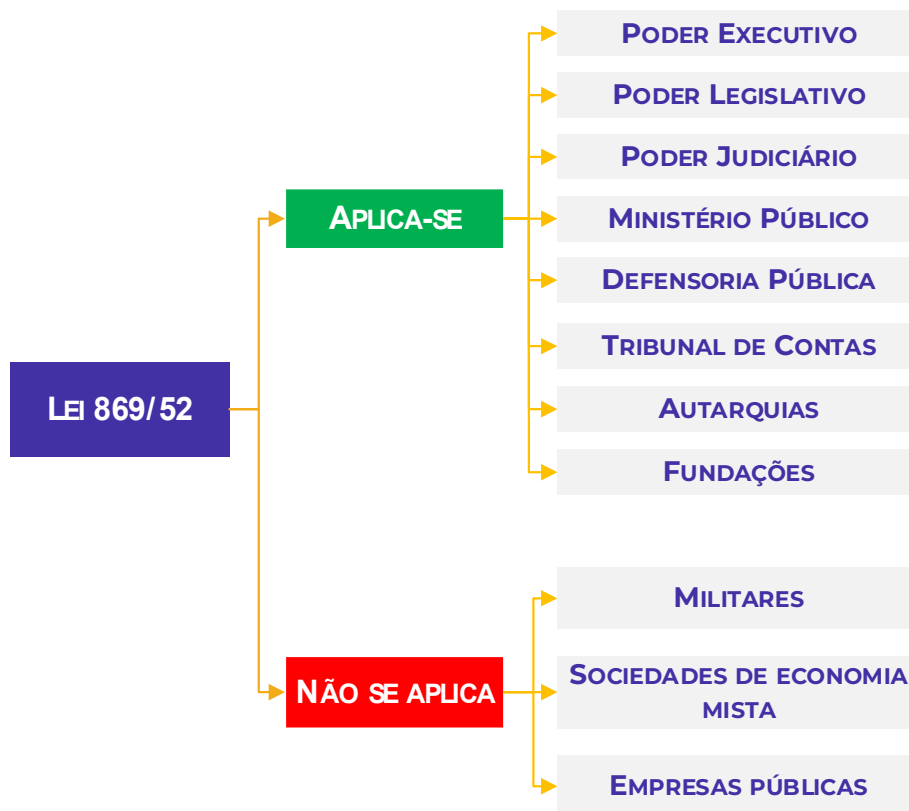 PODER EXECUTIVO
PODER LEGISLATIVO
PODER JUDICIÁRIO
APLICA-SE
MINISTÉRIO PÚBLICO
DEFENSORIA PÚBLICA
TRIBUNAL DE CONTAS
LEI 869/52
AUTARQUIAS
FUNDAÇÕES
MILITARES
NÃO SE APLICA
SOCIEDADES DE ECONOMIA
MISTA
EMPRESAS PÚBLICAS